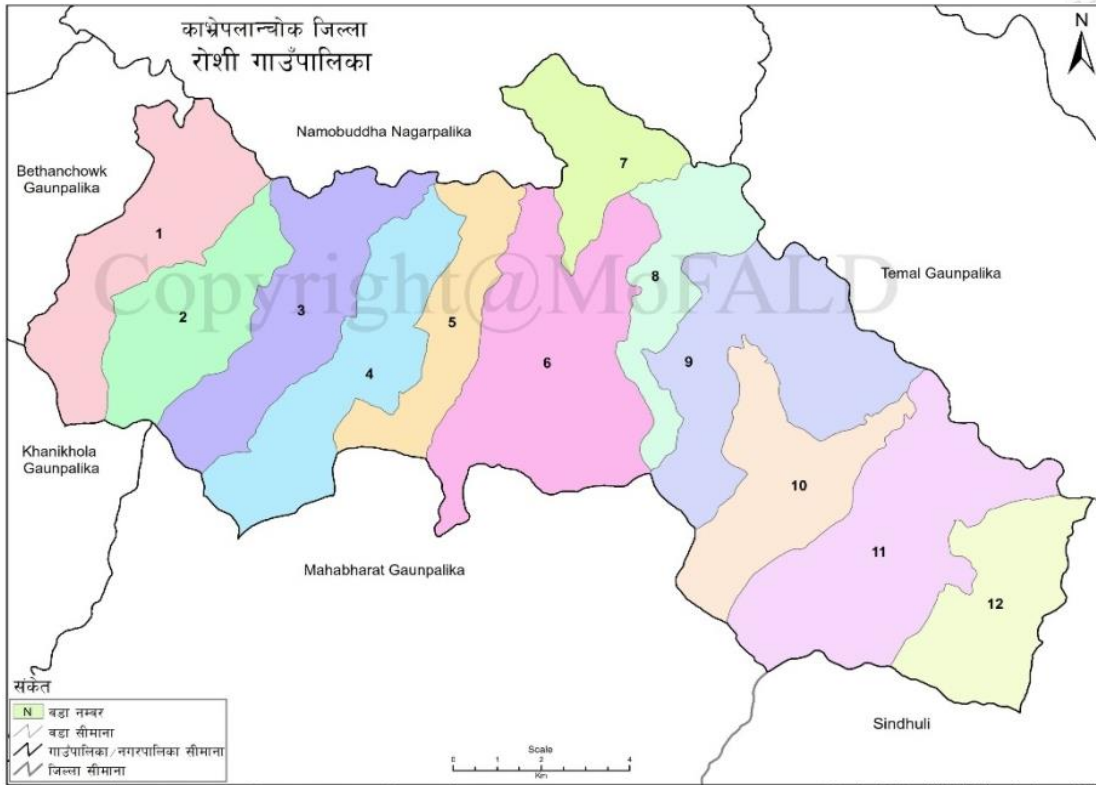 काभ्रेपलान्चोक जिल्ला
रोशी गाउँपालिका
N
Namobuddha Nagarpalika
Bethanchowk
Gaunpalika
7
1
8
Temal Gaunpalika
Copyright@MoFALD
2
3
5
9
6
4
Khanikhola
Gaunpalika
10
Mahabharat Gaunpalika
11
12
Sindhuli
संकेत
N वडा नम्बर
वडा सीमाना
गाउंपालिका/नगरपालिका सीमाना
जिल्ला सीमाना
Scale
0 1 2 4
Km